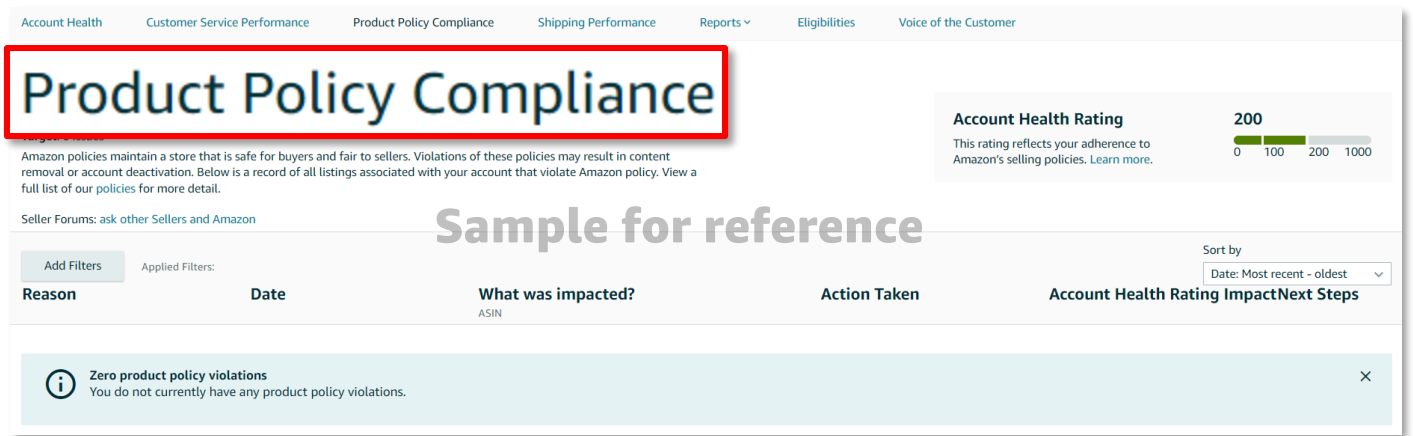 Account Health Customer Service Performance Product Policy Compliance Shipping Performance Reports Eligibilities Voice of the Customer
Product Policy Compliance
Amazon policies maintain a store that is safe for buyers and fair to sellers. Violations of these policies may result in content
removal or account deactivation. Below is a record of all listings associated with your account that violate Amazon policy. View a
full list of our policies for more detail.
Seller Forums: ask other Sellers and Amazon
Account Health Rating
This rating reflects your adherence to
Amazon's selling policies. Learn more.
200
0 100 200 1000
Sample for reference
Add Filters Applied Filters:
Sort by
Date: Most recent - oldest
Reason Date What was impacted? Action Taken Account Health Rating Impact Next Steps
ASIN
Zero product policy violations
You do not currently have any product policy violations.